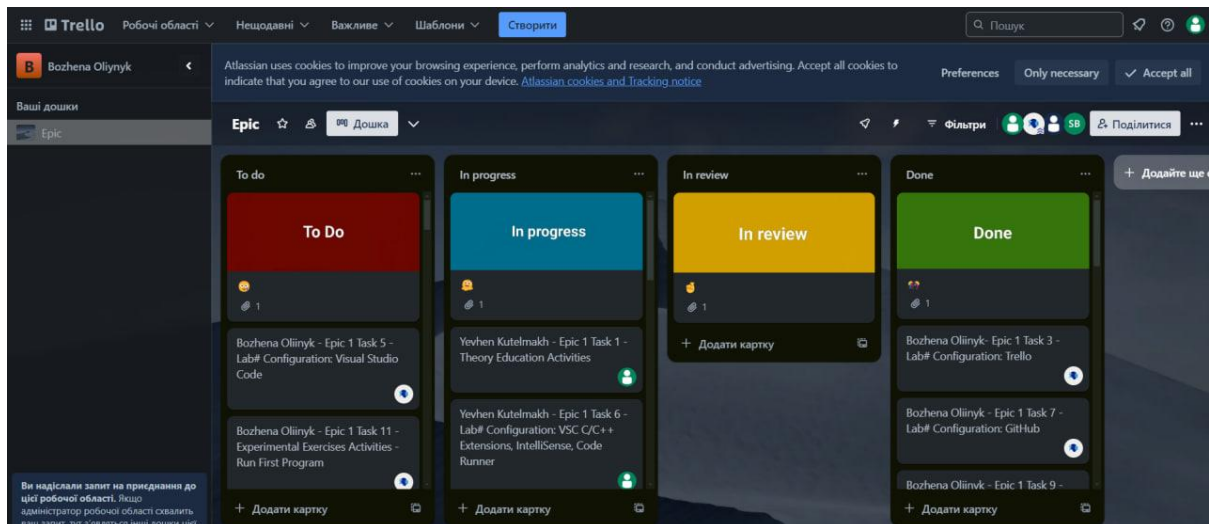 Trello Робочі області Нещодавні Важливе Шаблони Створити Пошук
B Bozhena Oliynyk
Ваші дошки
Epic
Ви надіслали запит на приєднання до
цієї робочої області. Якщо
адміністратор робочої області схвалить
ваш запит, тут з'являться інші дошки цієї
Atlassian uses cookies to improve your browsing experience, perform analytics and research, and conduct advertising. Accept all cookies to
indicate that you agree to our use of cookies on your device. Atlassian cookies and Tracking notice
Preferences Only necessary Accept all
Epic Дошка Фільтри SB Поділитися
To do
To Do
1
Bozhena Oliinyk - Epic 1 Task 5 -
Lab# Configuration: Visual Studio
Code
Bozhena Oliinyk - Epic 1 Task 11 -
Experimental Exercises Activities -
Run First Program
+ Додати картку
In progress
In progress
1
Yevhen Kutelmakh - Epic 1 Task 1 -
Theory Education Activities
Yevhen Kutelmakh - Epic 1 Task 6 -
Lab# Configuration: VSC C/C++
Extensions, IntelliSense, Code
Runner
+ Додати картку
In review
In review
1
+ Додати картку
Done
Done
1
Bozhena Oliinyk- Epic 1 Task 3 -
Lab# Configuration: Trello
Bozhena Oliinyk - Epic 1 Task 7 -
Lab# Configuration: GitHub
Bozhena Oliinyk - Epic 1 Task 9 -
+ Додати картку
+ Додайте ще